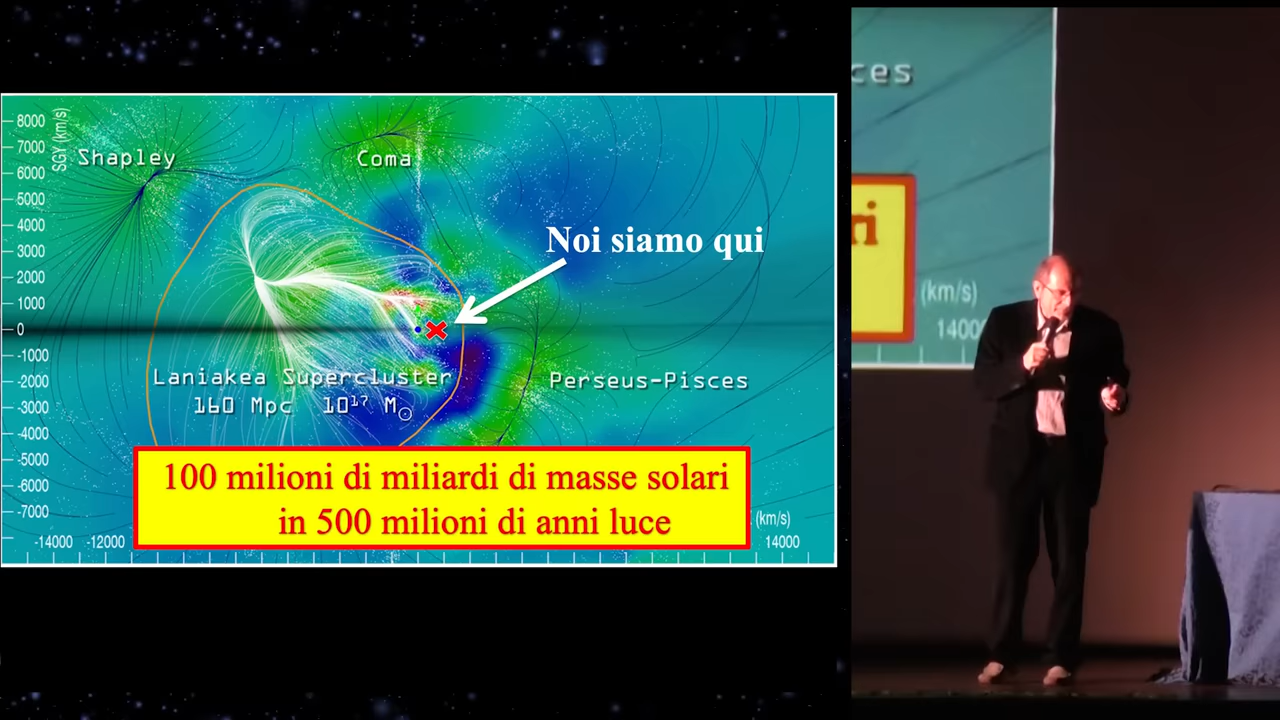 8000
7000
6000
5000
4000
3000
2000
1000
0
-1000
-2000
-3000
-4000
-5000
-6000
-7000
SGY (km/s)
Shapley
Coma
Noi siamo qui
Laniakea Supercluster
160 Mpc 10¹⁷ M☉
Perseus-Pisces
100 milioni di miliardi di masse solari
in 500 milioni di anni luce
(km/s)
-14000 -12000
14000
ces
ri
(km/s)
1400